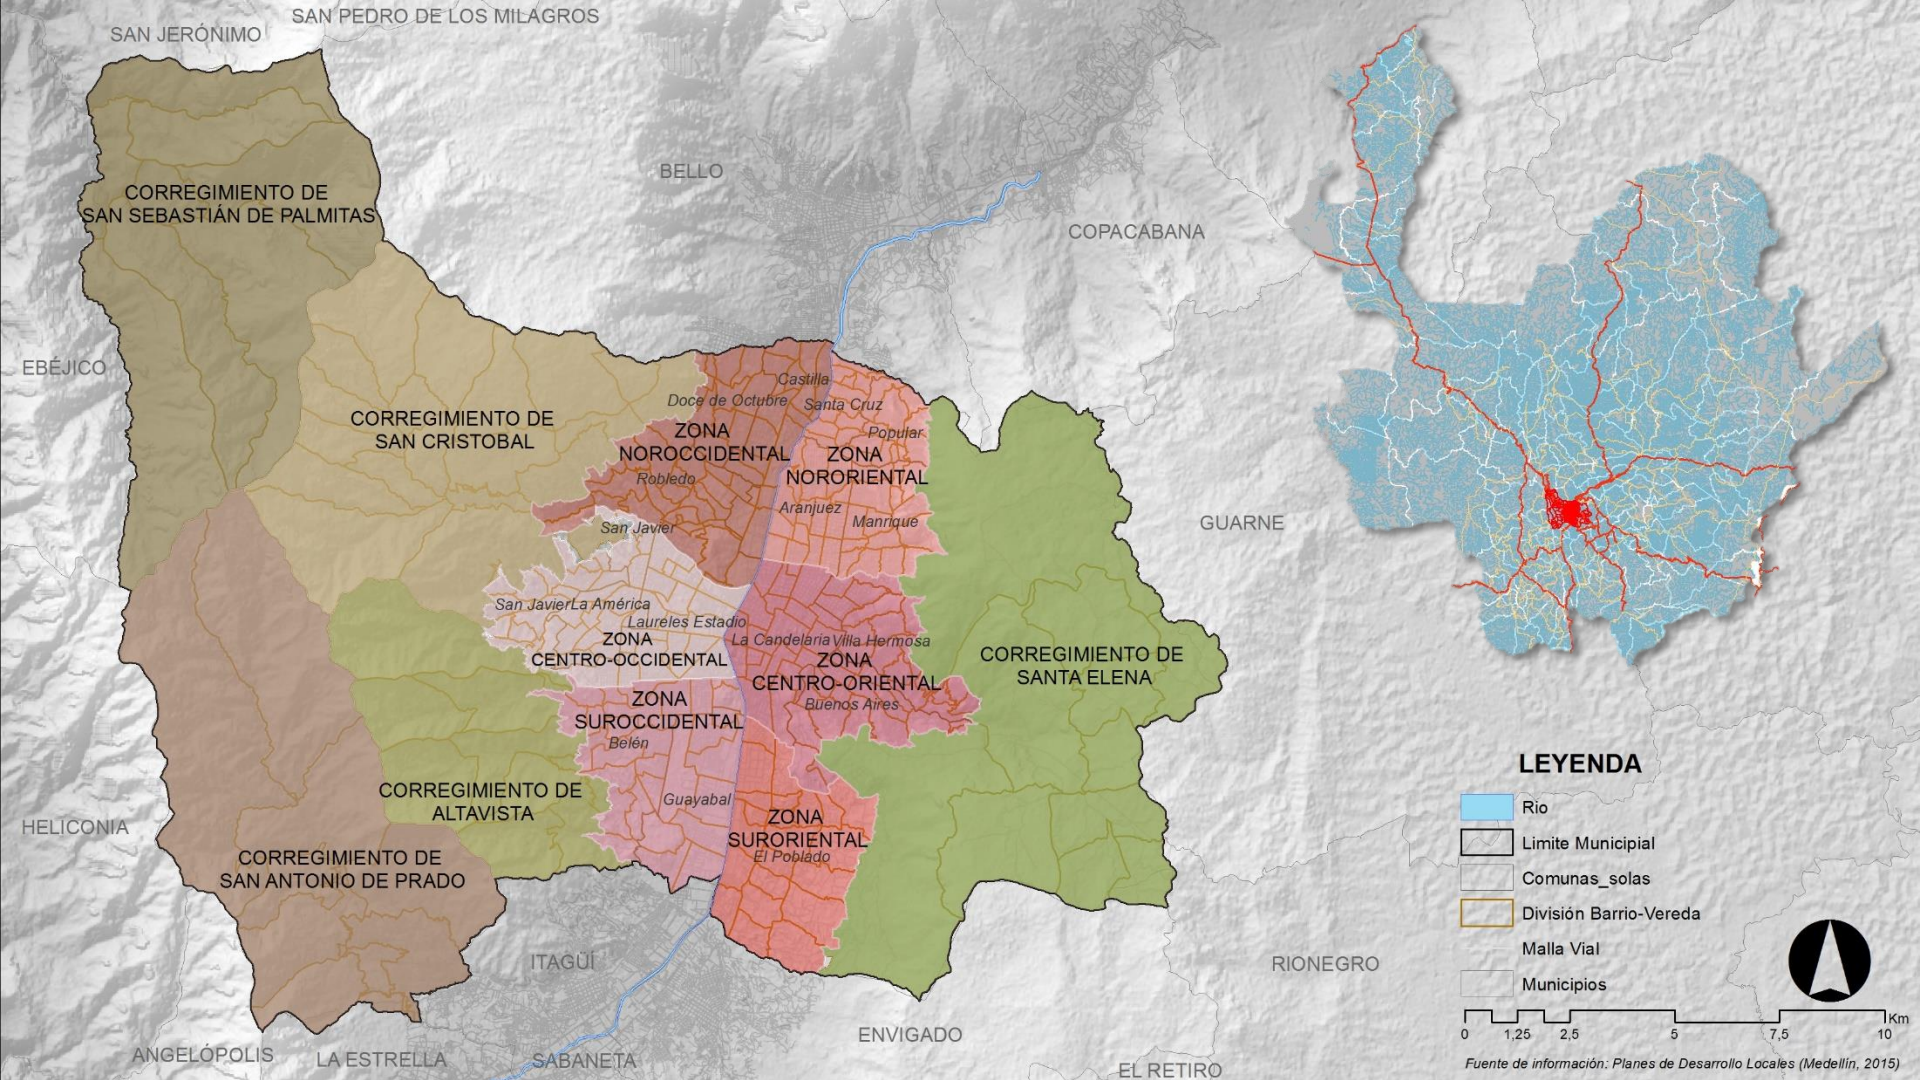 SAN PEDRO DE LOS MILAGROS
SAN JERÓNIMO
BELLO
CORREGIMIENTO DE
SAN SEBASTIÁN DE PALMITAS
COPACABANA
EBÉJICO
CORREGIMIENTO DE
SAN CRISTOBAL
Castilla
Doce de Octubre
Santa Cruz
ZONA
NOROCCIDENTAL
Popular
ZONA
NORORIENTAL
Robledo
Aranjuez
Manrique
San Javier
GUARNE
San Javier
La América
Laureles Estadio
ZONA
CENTRO-OCCIDENTAL
La Candelaria
Villa Hermosa
ZONA
CENTRO-ORIENTAL
Buenos Aires
CORREGIMIENTO DE
SANTA ELENA
ZONA
SUROCCIDENTAL
Belén
Guayabal
CORREGIMIENTO DE
ALTAVISTA
ZONA
SURORIENTAL
El Poblado
HELICONIA
CORREGIMIENTO DE
SAN ANTONIO DE PRADO
ITAGÜÍ
RIONEGRO
ENVIGADO
ANGELÓPOLIS
LA ESTRELLA
SABANETA
EL RETIRO
LEYENDA
Rio
Limite Municipial
Comunas_solas
División Barrio-Vereda
Malla Vial
Municipios
Km
0 1,25 2,5 5 7,5 10
Fuente de información: Planes de Desarrollo Locales (Medellín, 2015)